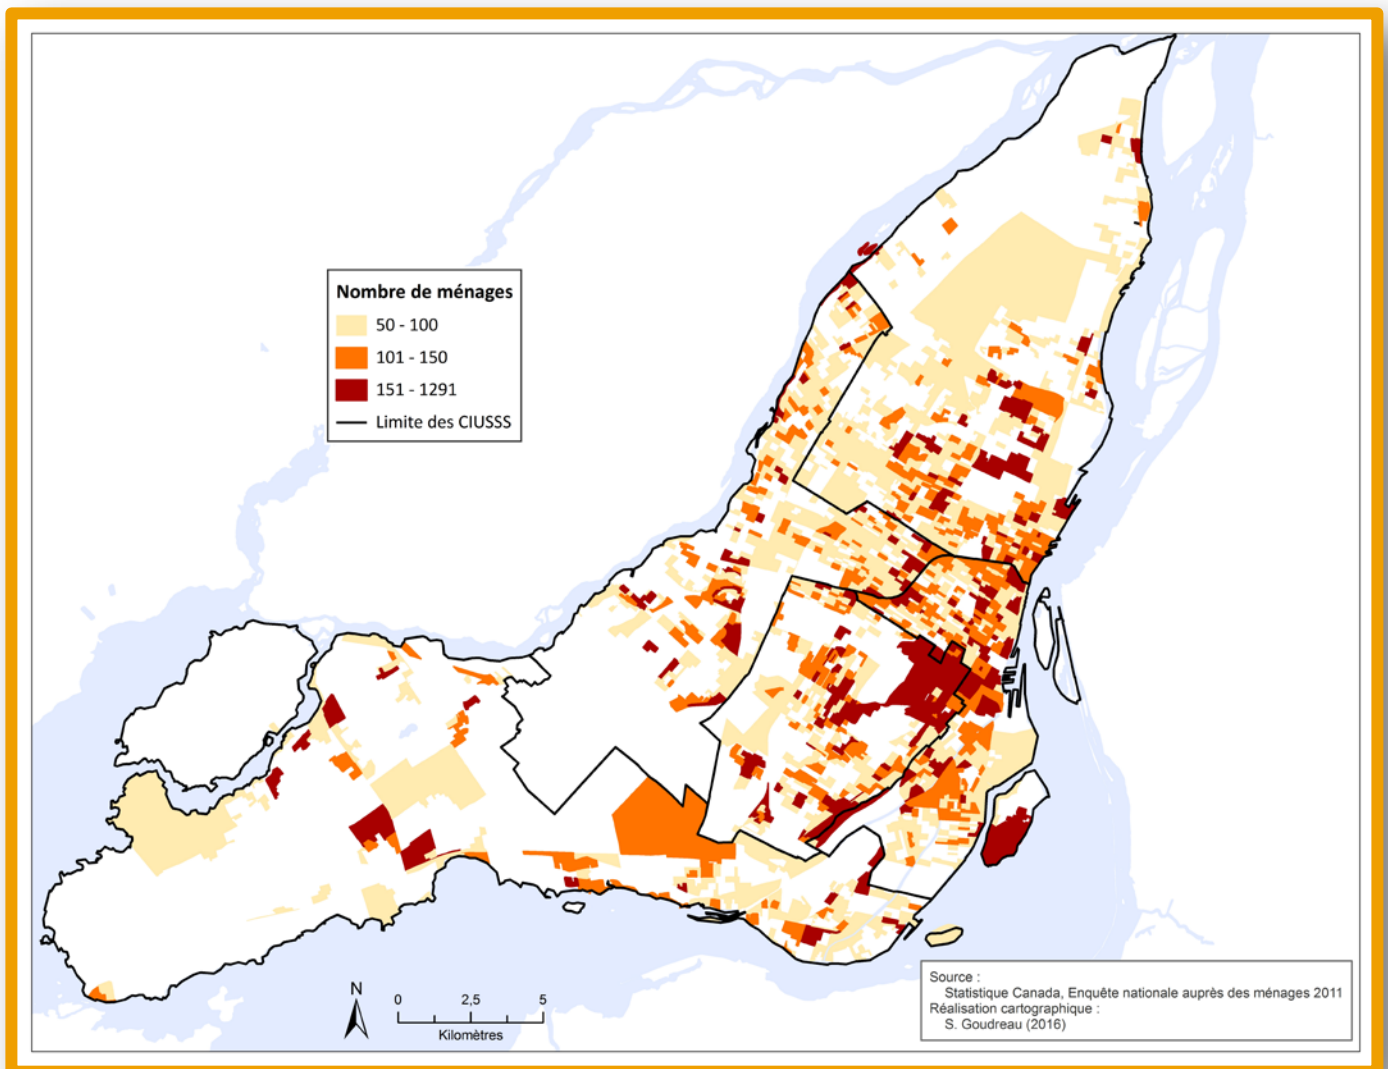 Nombre de ménages
50 - 100
101 - 150
151 - 1291
Limite des CIUSSS
N
0 2,5 5
Kilomètres
Source :
Statistique Canada, Enquête nationale auprès des ménages 2011
Réalisation cartographique :
S. Goudreau (2016)